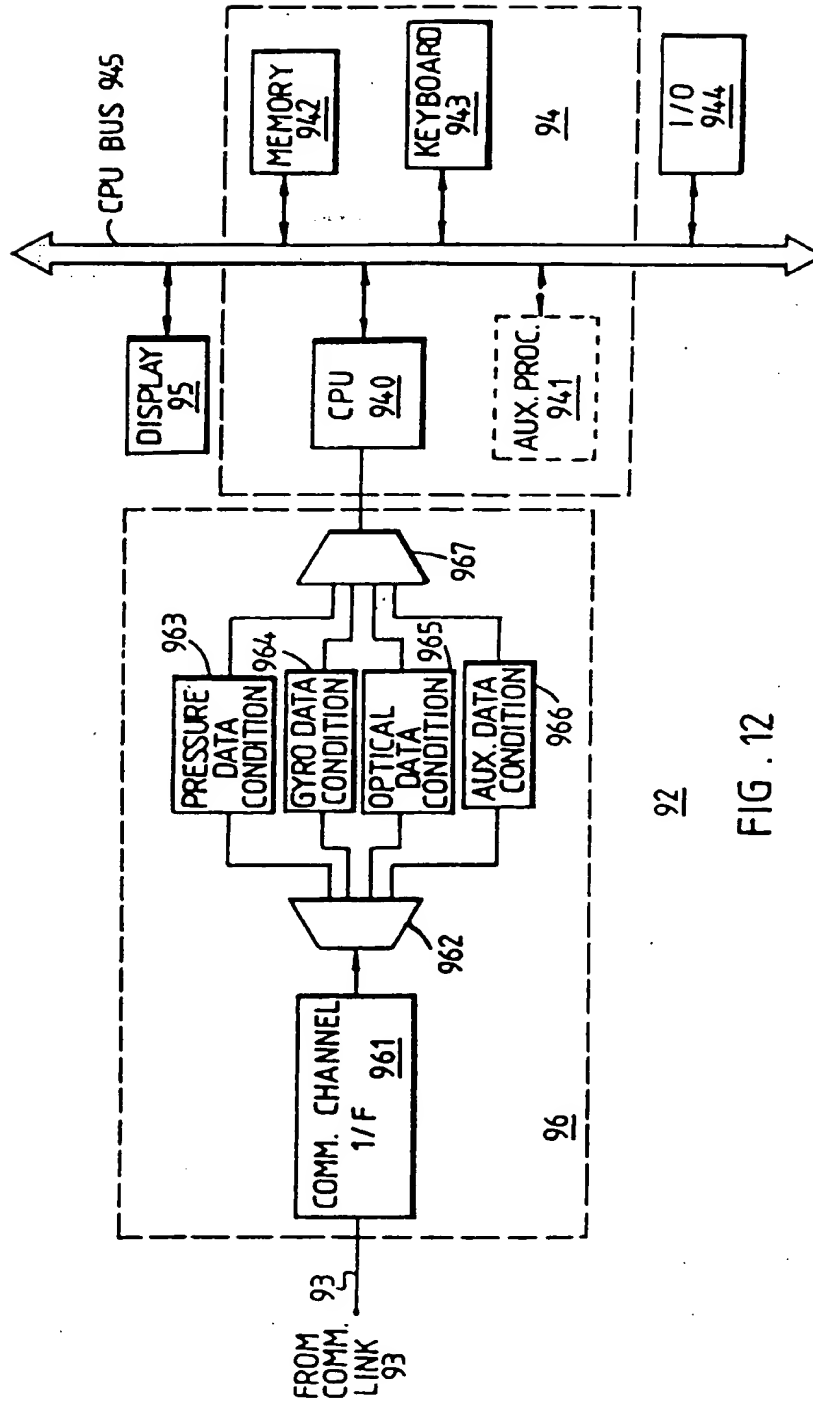 FROM
COMM.
LINK
93
93
COMM. CHANNEL
1/F
961
96
962
PRESSURE
DATA
CONDITION
963
GYRO DATA
CONDITION
964
OPTICAL
DATA
CONDITION
965
AUX. DATA
CONDITION
966
967
DISPLAY
95
CPU
940
AUX. PROC.
941
CPU BUS 945
MEMORY
942
KEYBOARD
943
94
I/O
944
92
FIG. 12